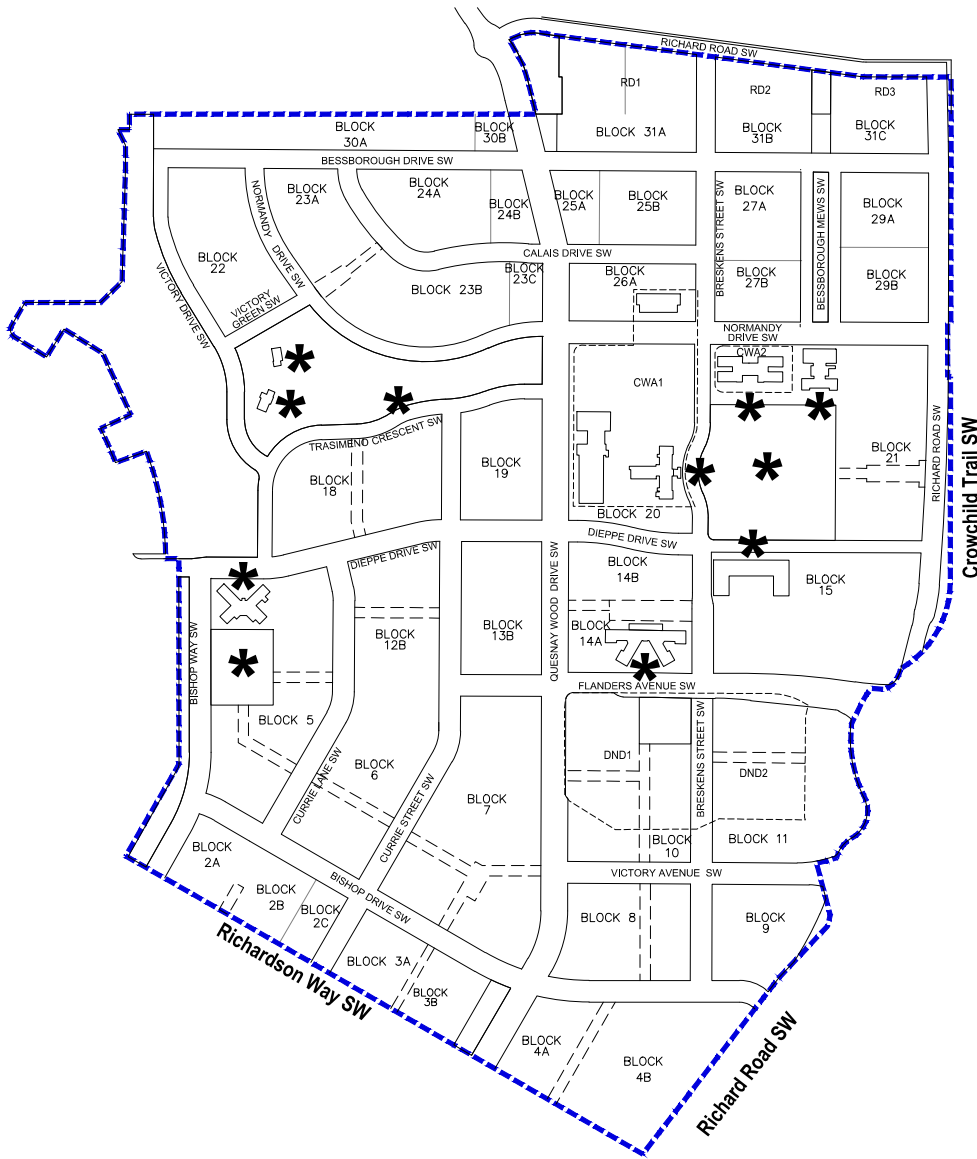 RICHARD ROAD SW
RD1
RD2
RD3
BLOCK
30A
BLOCK
30B
BLOCK 31A
BLOCK
31B
BLOCK
31C
BESSBOROUGH DRIVE SW
BLOCK
23A
BLOCK
24A
BLOCK
24B
BLOCK
25A
BLOCK
25B
BLOCK
27A
BLOCK
29A
NORMANDY DRIVE SW
BRESKENS STREET SW
BESSBOROUGH MEWS SW
BLOCK
22
CALAIS DRIVE SW
BLOCK 23B
BLOCK
23C
BLOCK
26A
BLOCK
27B
BLOCK
29B
VICTORY DRIVE SW
VICTORY
GREEN SW
NORMANDY
DRIVE SW
CWA2
CWA1
*
*
*
*
*
*
*
TRASIMENO CRESCENT SW
BLOCK
18
BLOCK
19
BLOCK
21
RICHARD ROAD SW
Crowchild Trail SW
BLOCK 20
DIEPPE DRIVE SW
DIEPPE DRIVE SW
*
*
QUESNAY WOOD DRIVE SW
BLOCK
14B
BLOCK
15
BISHOP WAY SW
BLOCK
12B
BLOCK
13B
BLOCK
14A
*
*
FLANDERS AVENUE SW
BLOCK 5
BRESKENS STREET SW
DND1
DND2
BLOCK
6
CURRIE LANE SW
CURRIE STREET SW
BLOCK
7
BLOCK
10
BLOCK 11
BLOCK
2A
VICTORY AVENUE SW
BISHOP DRIVE SW
BLOCK
2B
BLOCK
2C
BLOCK 8
BLOCK
9
Richardson Way SW
BLOCK 3A
BLOCK
3B
BLOCK
4A
BLOCK
4B
Richard Road SW